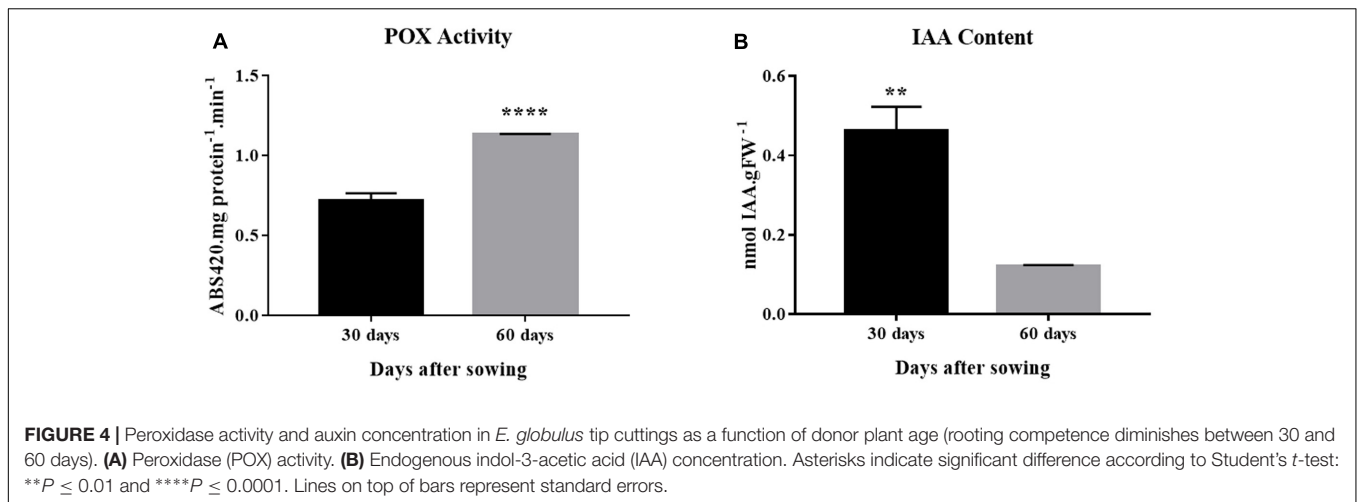 A
POX Activity
ABS420.mg protein⁻¹.min⁻¹
1.5
1.0
0.5
0.0
****
30 days
60 days
Days after sowing
B
IAA Content
nmol IAA.gFW⁻¹
0.6
0.4
0.2
0.0
**
30 days
60 days
Days after sowing
FIGURE 4 | Peroxidase activity and auxin concentration in E. globulus tip cuttings as a function of donor plant age (rooting competence diminishes between 30 and
60 days). (A) Peroxidase (POX) activity. (B) Endogenous indol-3-acetic acid (IAA) concentration. Asterisks indicate significant difference according to Student's t-test:
**P ≤ 0.01 and ****P ≤ 0.0001. Lines on top of bars represent standard errors.